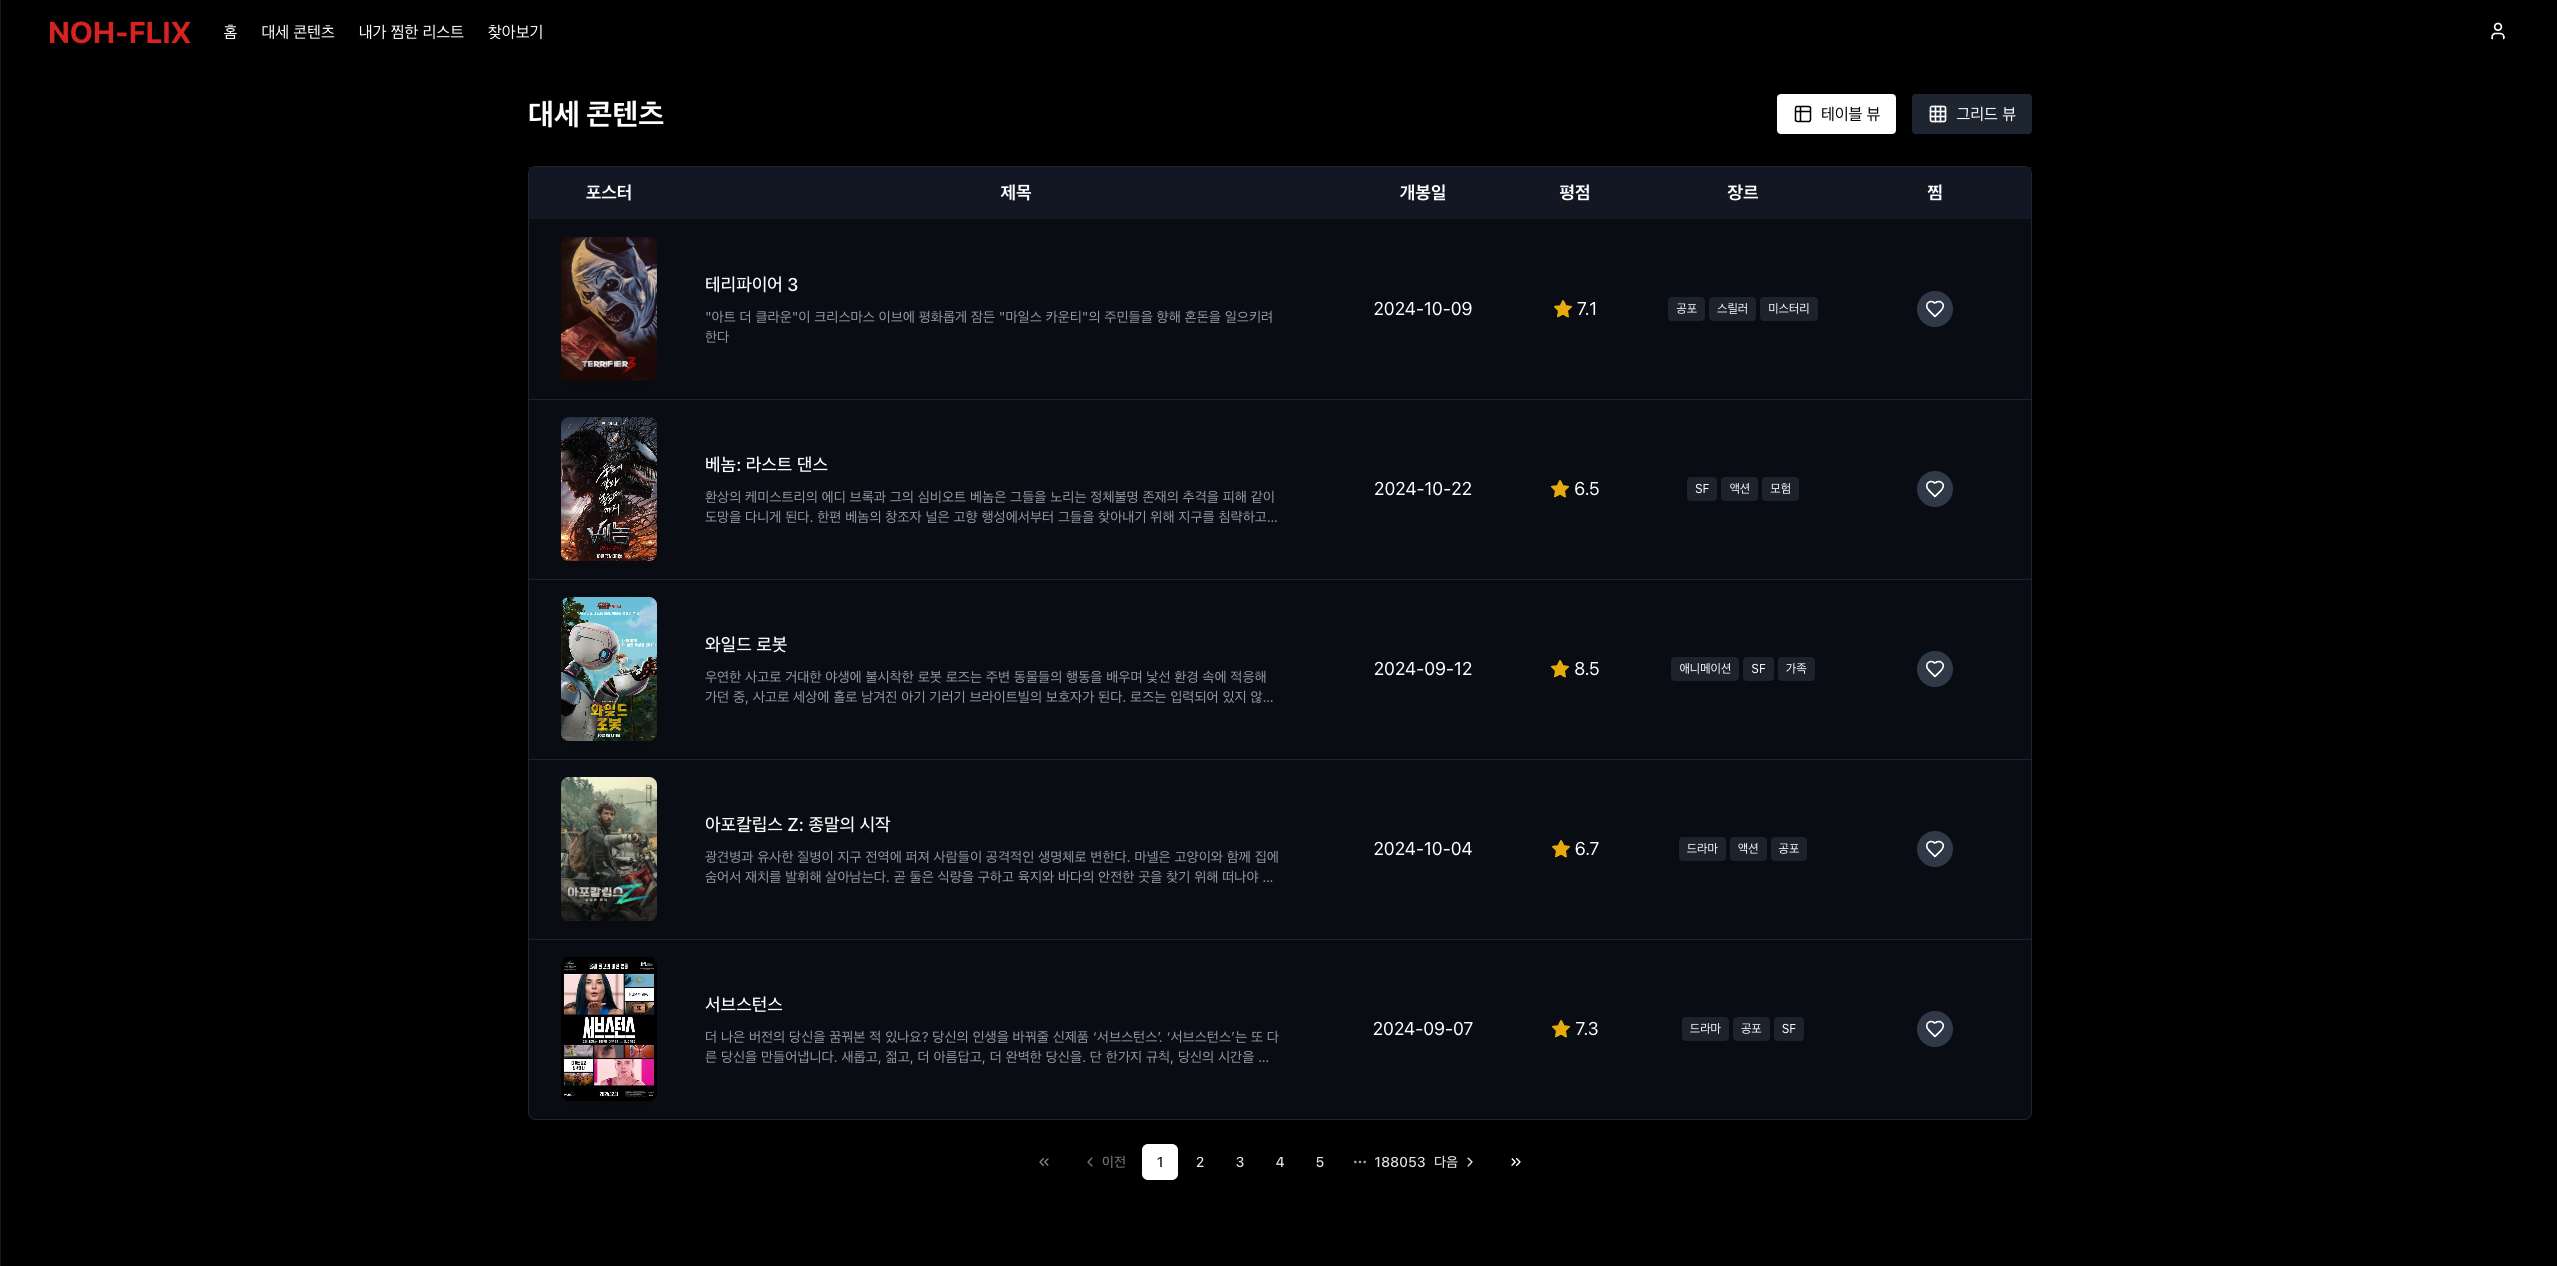 NOH-FLIX 홈 대세 콘텐츠 내가 찜한 리스트 찾아보기
대세 콘텐츠 테이블 뷰 그리드 뷰
포스터 제목 개봉일 평점 장르 찜
TERRIFIER 3
테리파이어 3
"아트 더 클라운"이 크리스마스 이브에 평화롭게 잠든 "마일스 카운티"의 주민들을 향해 혼돈을 일으키려
한다
2024-10-09 7.1 공포 스릴러 미스터리
베놈
베놈: 라스트 댄스
환상의 케미스트리의 에디 브록과 그의 심비오트 베놈은 그들을 노리는 정체불명 존재의 추격을 피해 같이
도망을 다니게 된다. 한편 베놈의 창조자 널은 고향 행성에서부터 그들을 찾아내기 위해 지구를 침략하고...
2024-10-22 6.5 SF 액션 모험
와일드
로봇
와일드 로봇
우연한 사고로 거대한 야생에 불시착한 로봇 로즈는 주변 동물들의 행동을 배우며 낯선 환경 속에 적응해
가던 중, 사고로 세상에 홀로 남겨진 아기 기러기 브라이트빌의 보호자가 된다. 로즈는 입력되어 있지 않...
2024-09-12 8.5 애니메이션 SF 가족
아포칼립스 Z
아포칼립스 Z: 종말의 시작
광견병과 유사한 질병이 지구 전역에 퍼져 사람들이 공격적인 생명체로 변한다. 마넬은 고양이와 함께 집에
숨어서 재치를 발휘해 살아남는다. 곧 둘은 식량을 구하고 육지와 바다의 안전한 곳을 찾기 위해 떠나야 ...
2024-10-04 6.7 드라마 액션 공포
서브스턴스
서브스턴스
더 나은 버전의 당신을 꿈꿔본 적 있나요? 당신의 인생을 바꿔줄 신제품 ‘서브스턴스’. ‘서브스턴스’는 또 다
른 당신을 만들어냅니다. 새롭고, 젊고, 더 아름답고, 더 완벽한 당신을. 단 한가지 규칙, 당신의 시간을 ...
2024-09-07 7.3 드라마 공포 SF
« ‹ 이전 1 2 3 4 5 ··· 188053 다음 › »